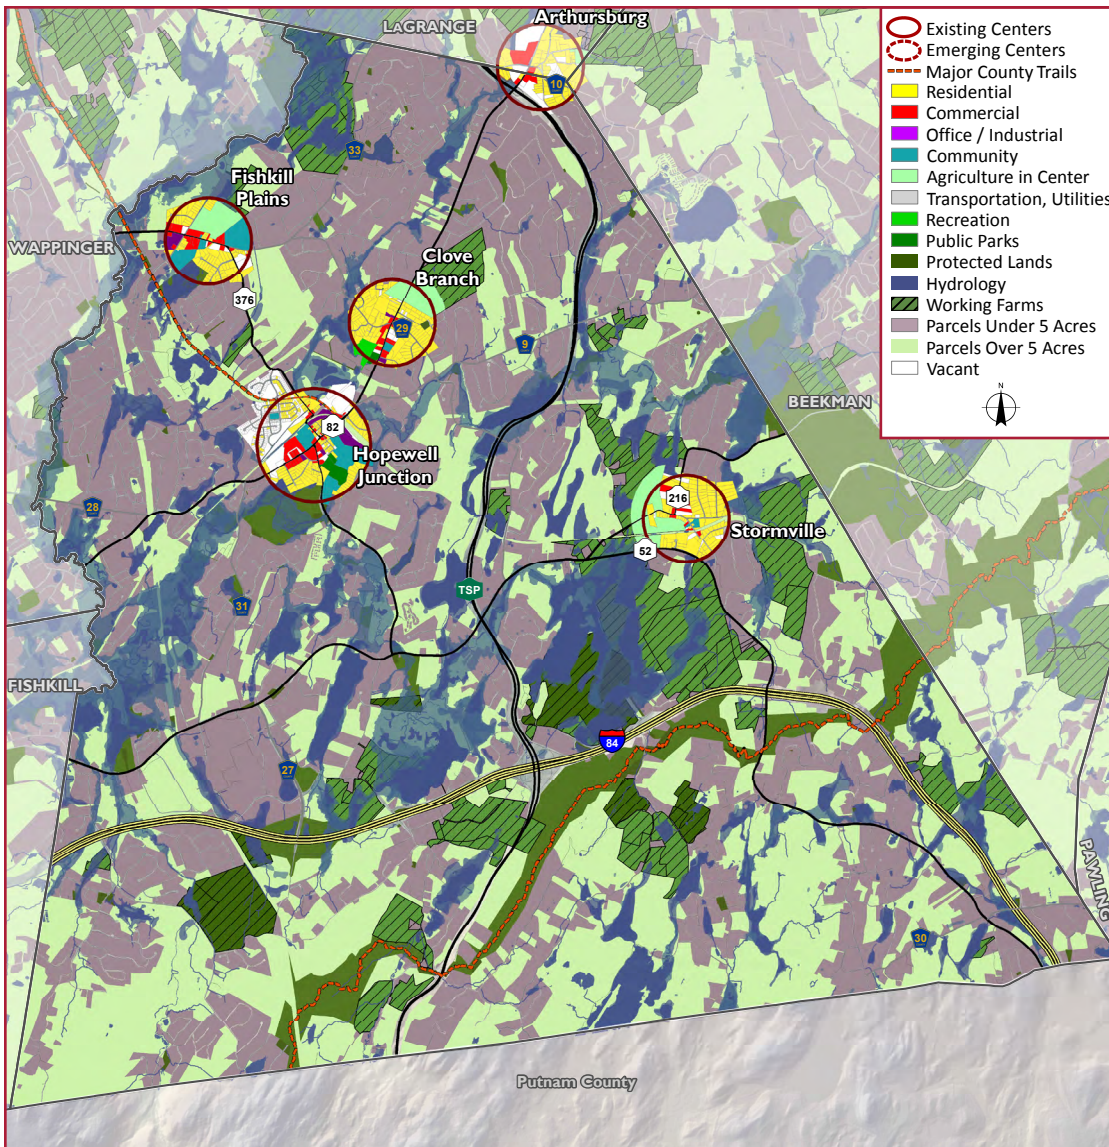 Arthursburg
LAGRANGE
Existing Centers
Emerging Centers
Major County Trails
Residential
Commercial
Office / Industrial
Community
Agriculture in Center
Transportation, Utilities
Recreation
Public Parks
Protected Lands
Hydrology
Working Farms
Parcels Under 5 Acres
Parcels Over 5 Acres
Vacant
N
10
33
Fishkill
Plains
WAPPINGER
Clove
Branch
376
29
9
BEEKMAN
82
Hopewell
Junction
28
216
Stormville
52
TSP
31
FISHKILL
84
27
PAWLING
30
Putnam County